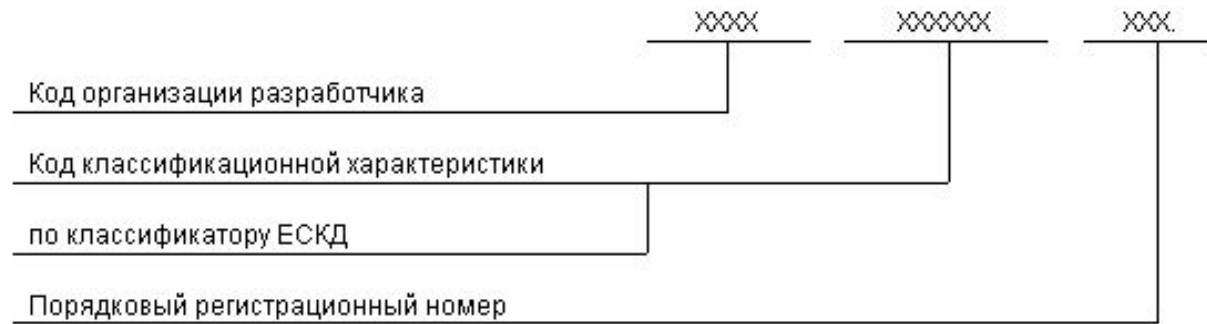 XXXX XXXXXX XXX.
Код организации разработчика
Код классификационной характеристики
по классификатору ЕСКД
Порядковый регистрационный номер